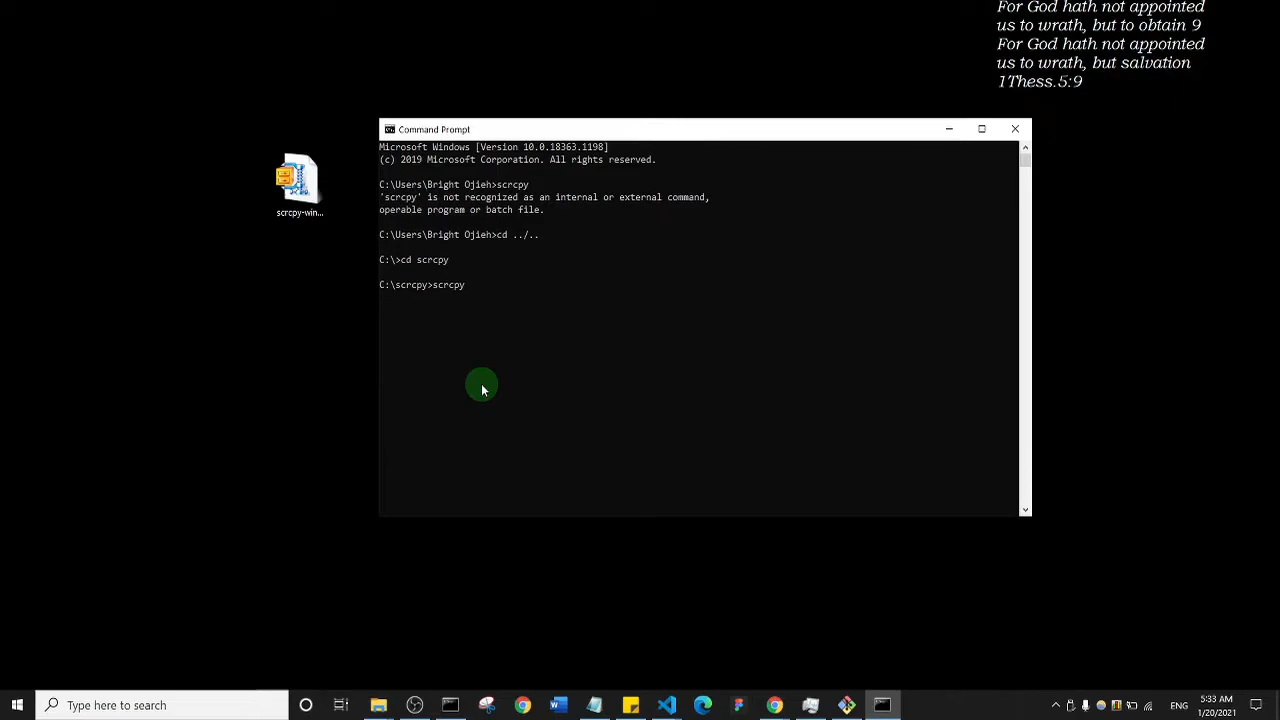 For God hath not appointed
us to wrath, but to obtain 9
For God hath not appointed
us to wrath, but salvation
1Thess.5:9
Command Prompt
Microsoft Windows [Version 10.0.18363.1198]
(c) 2019 Microsoft Corporation. All rights reserved.
C:\Users\Bright Ojieh>scrcpy
'scrcpy' is not recognized as an internal or external command,
operable program or batch file.
C:\Users\Bright Ojieh>cd ../..
C:\>cd scrcpy
C:\scrcpy>scrcpy
scrcpy-win...
Type here to search
ENG
5:33 AM
1/20/2021